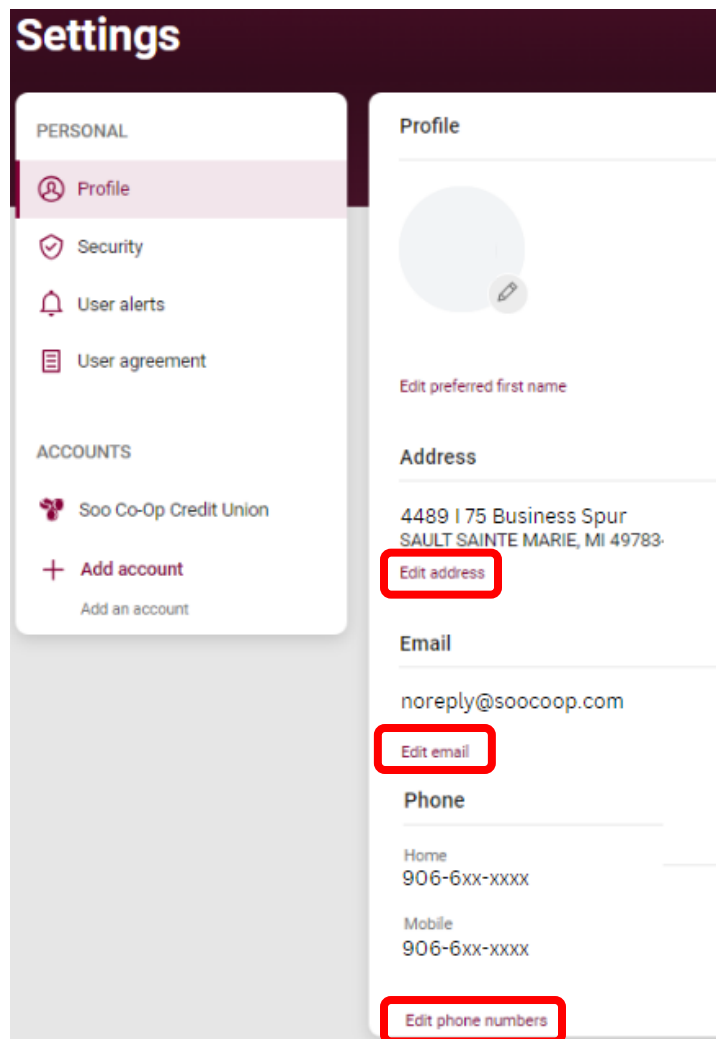 Settings
PERSONAL
Profile
Security
User alerts
User agreement
ACCOUNTS
Soo Co-Op Credit Union
Add account
Add an account
Profile
Edit preferred first name
Address
4489 I 75 Business Spur
SAULT SAINTE MARIE, MI 49783-
Edit address
Email
noreply@soocoop.com
Edit email
Phone
Home
906-6xx-xxxx
Mobile
906-6xx-xxxx
Edit phone numbers